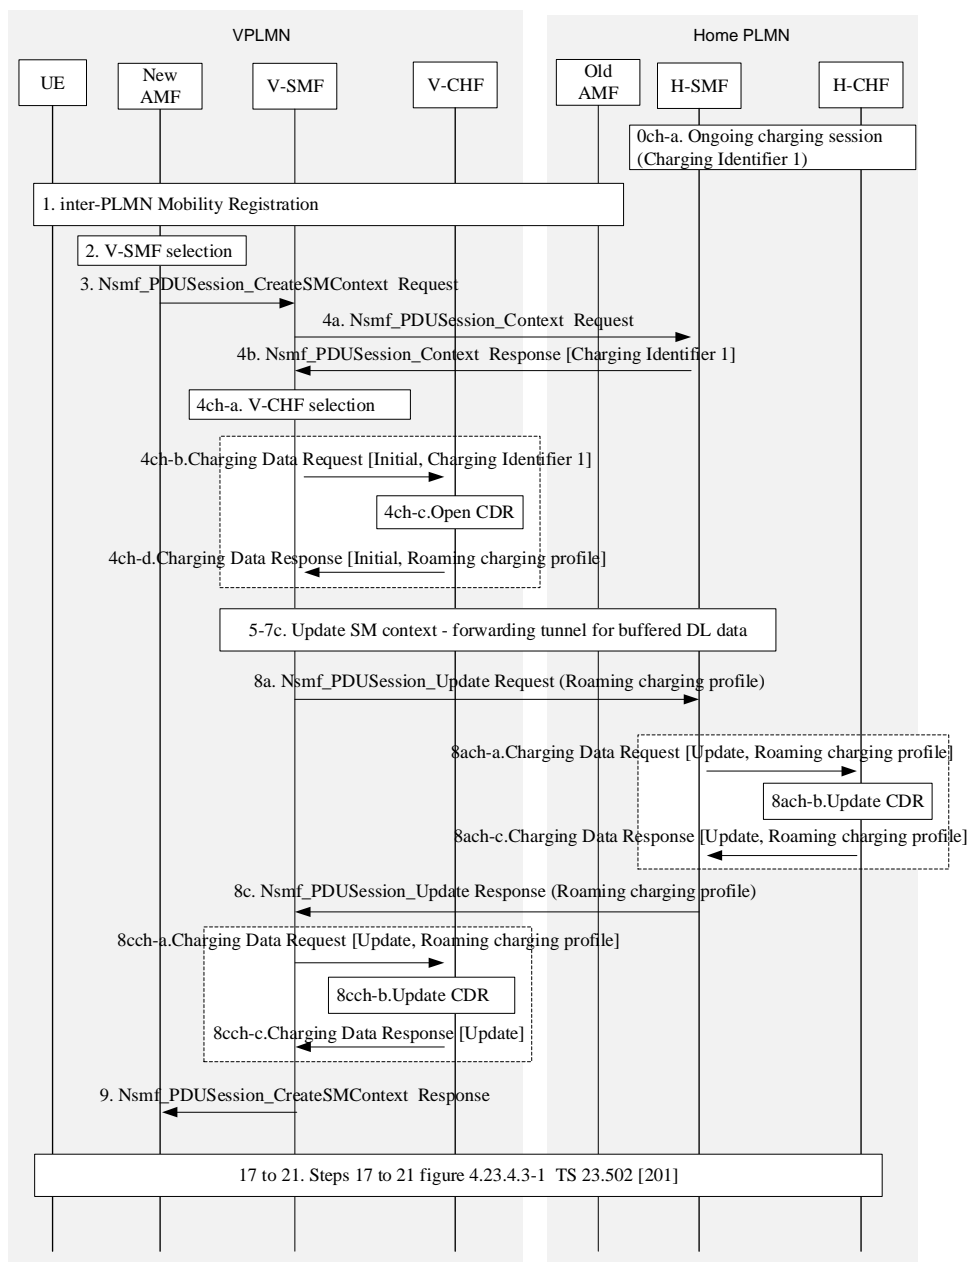 VPLMN
Home PLMN
UE
New
AMF
V-SMF
V-CHF
Old
AMF
H-SMF
H-CHF
0ch-a. Ongoing charging session
(Charging Identifier 1)
1. inter-PLMN Mobility Registration
2. V-SMF selection
3. Nsmf_PDUSession_CreateSMContext Request
4a. Nsmf_PDUSession_Context Request
4b. Nsmf_PDUSession_Context Response [Charging Identifier 1]
4ch-a. V-CHF selection
4ch-b.Charging Data Request [Initial, Charging Identifier 1]
4ch-c.Open CDR
4ch-d.Charging Data Response [Initial, Roaming charging profile]
5-7c. Update SM context - forwarding tunnel for buffered DL data
8a. Nsmf_PDUSession_Update Request (Roaming charging profile)
8ach-a.Charging Data Request [Update, Roaming charging profile]
8ach-b.Update CDR
8ach-c.Charging Data Response [Update, Roaming charging profile]
8c. Nsmf_PDUSession_Update Response (Roaming charging profile)
8cch-a.Charging Data Request [Update, Roaming charging profile]
8cch-b.Update CDR
8cch-c.Charging Data Response [Update]
9. Nsmf_PDUSession_CreateSMContext Response
17 to 21. Steps 17 to 21 figure 4.23.4.3-1 TS 23.502 [201]